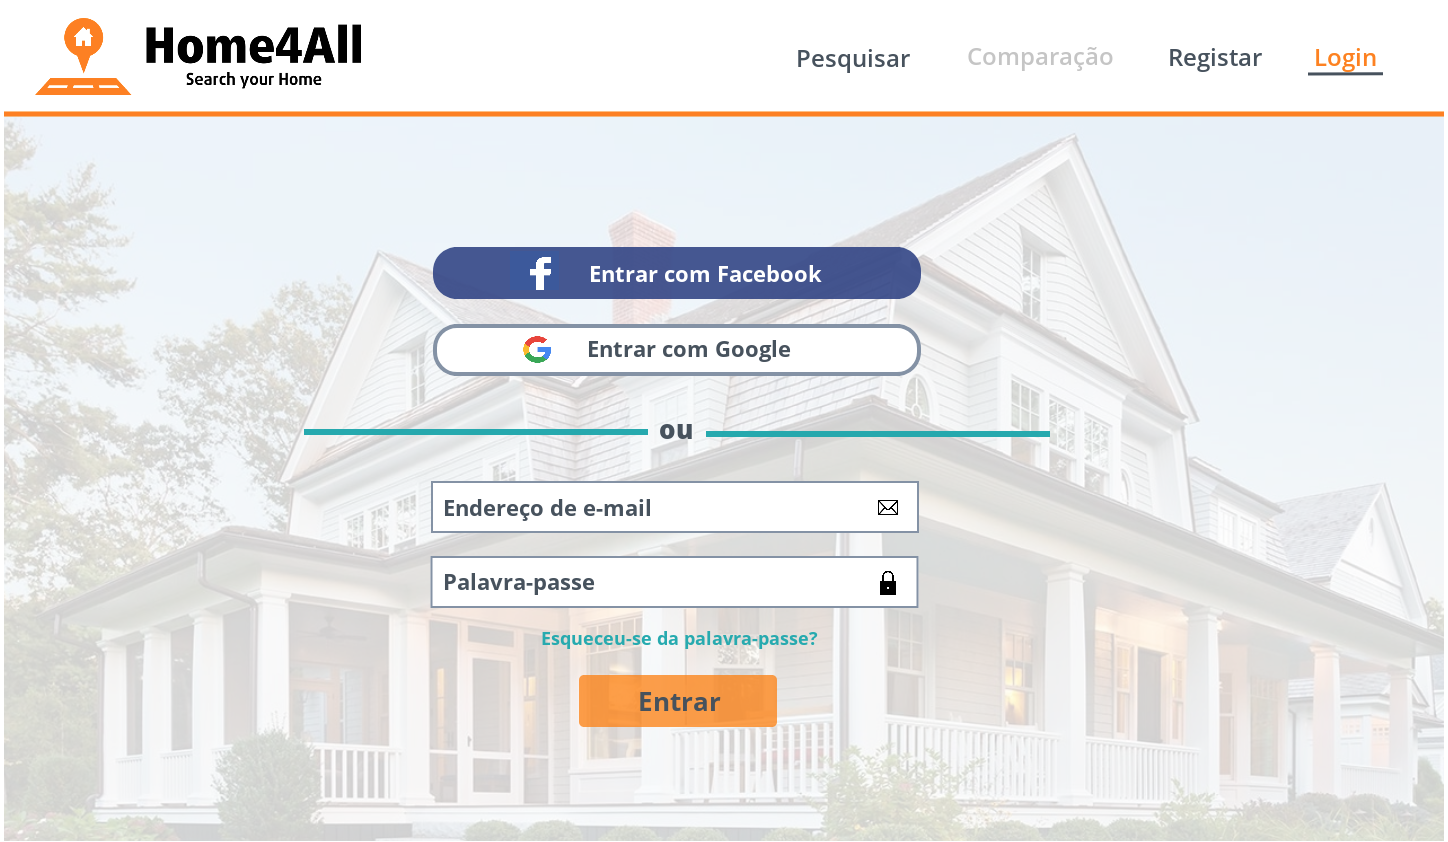 Home4All
Search your Home
Pesquisar
Comparação
Registar
Login
Entrar com Facebook
Entrar com Google
ou
Endereço de e-mail
Palavra-passe
Esqueceu-se da palavra-passe?
Entrar